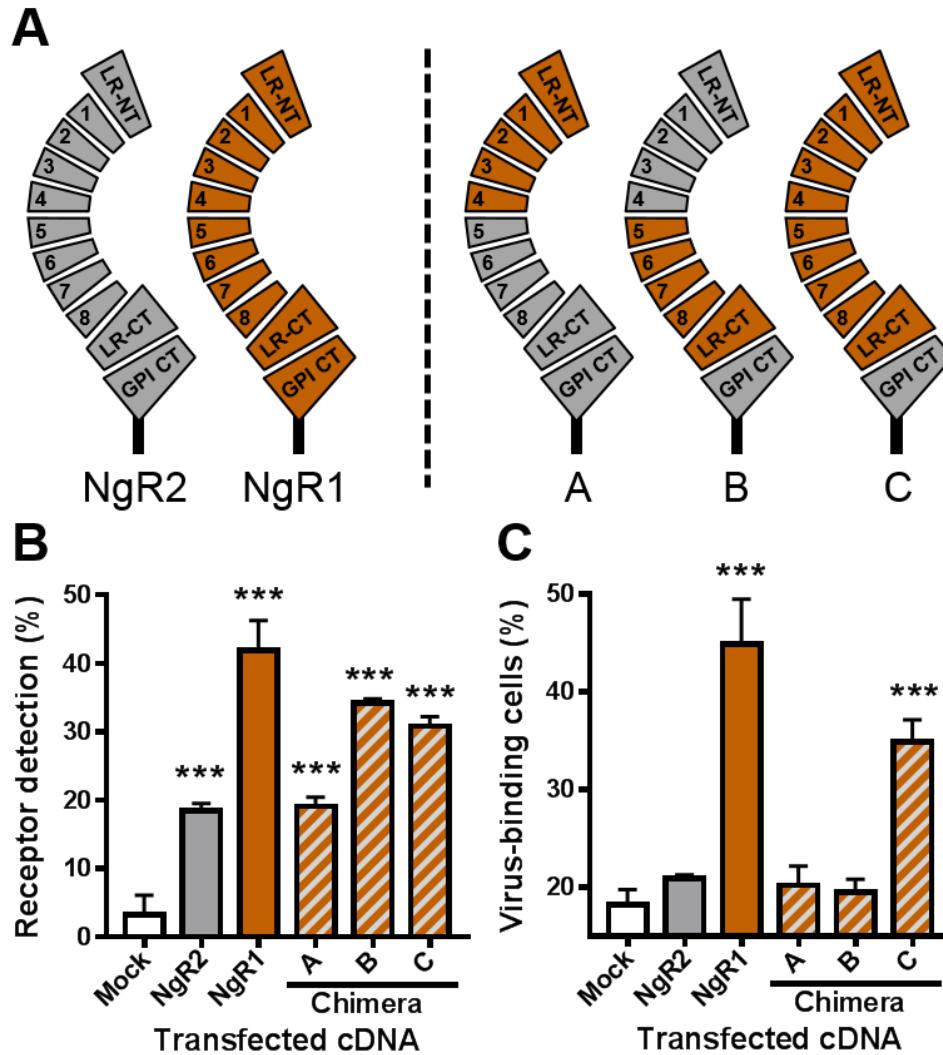 A
LR-NT 1 2 3 4 5 6 7 8 LR-CT GPI CT
LR-NT 1 2 3 4 5 6 7 8 LR-CT GPI CT
LR-NT 1 2 3 4 5 6 7 8 LR-CT GPI CT
LR-NT 1 2 3 4 5 6 7 8 LR-CT GPI CT
LR-NT 1 2 3 4 5 6 7 8 LR-CT GPI CT
NgR2 NgR1 A B C
B
Receptor detection (%)
50
40
30
20
10
0
*** *** *** *** ***
Mock NgR2 NgR1 A B C
Chimera
Transfected cDNA
C
Virus-binding cells (%)
50
40
30
20
*** ***
Mock NgR2 NgR1 A B C
Chimera
Transfected cDNA